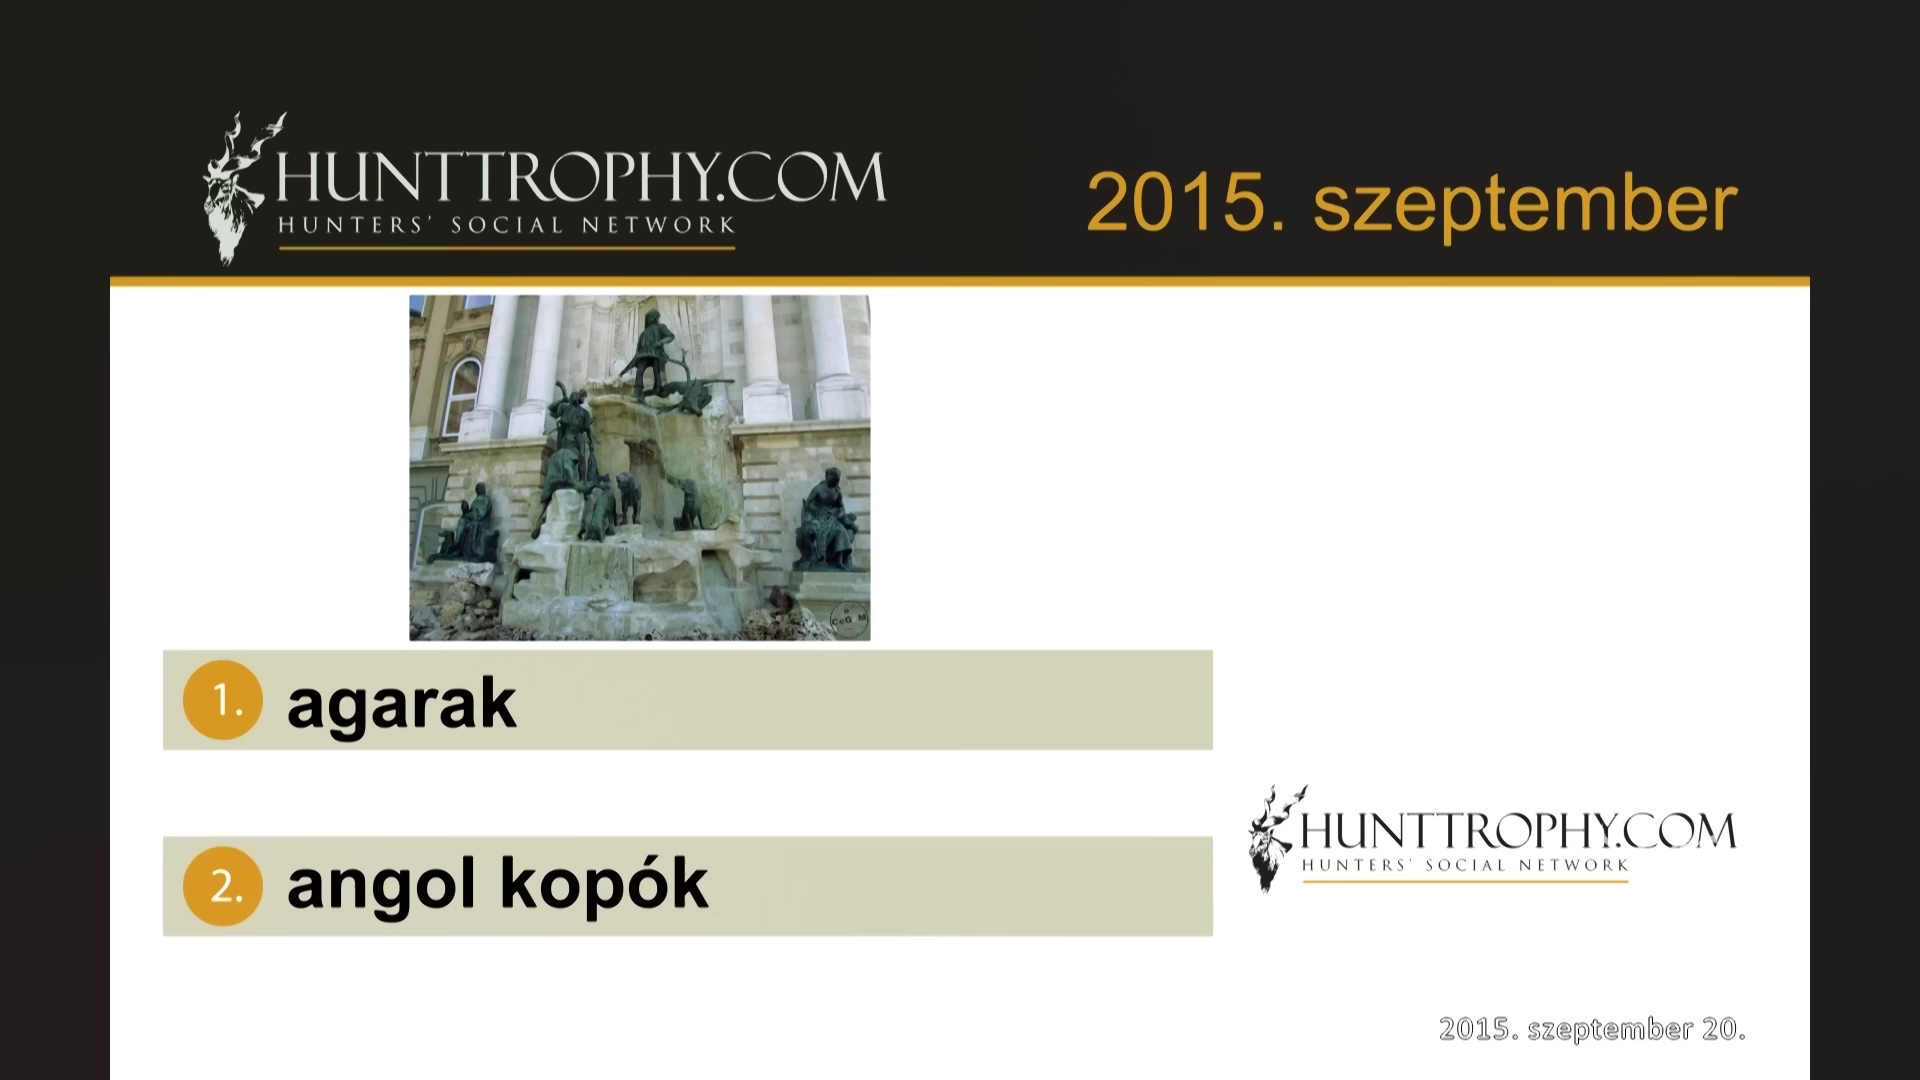 HUNTTROPHY.COM
HUNTERS' SOCIAL NETWORK
2015. szeptember
1. agarak
2. angol kopók
HUNTTROPHY.COM
HUNTERS' SOCIAL NETWORK
2015. szeptember 20.